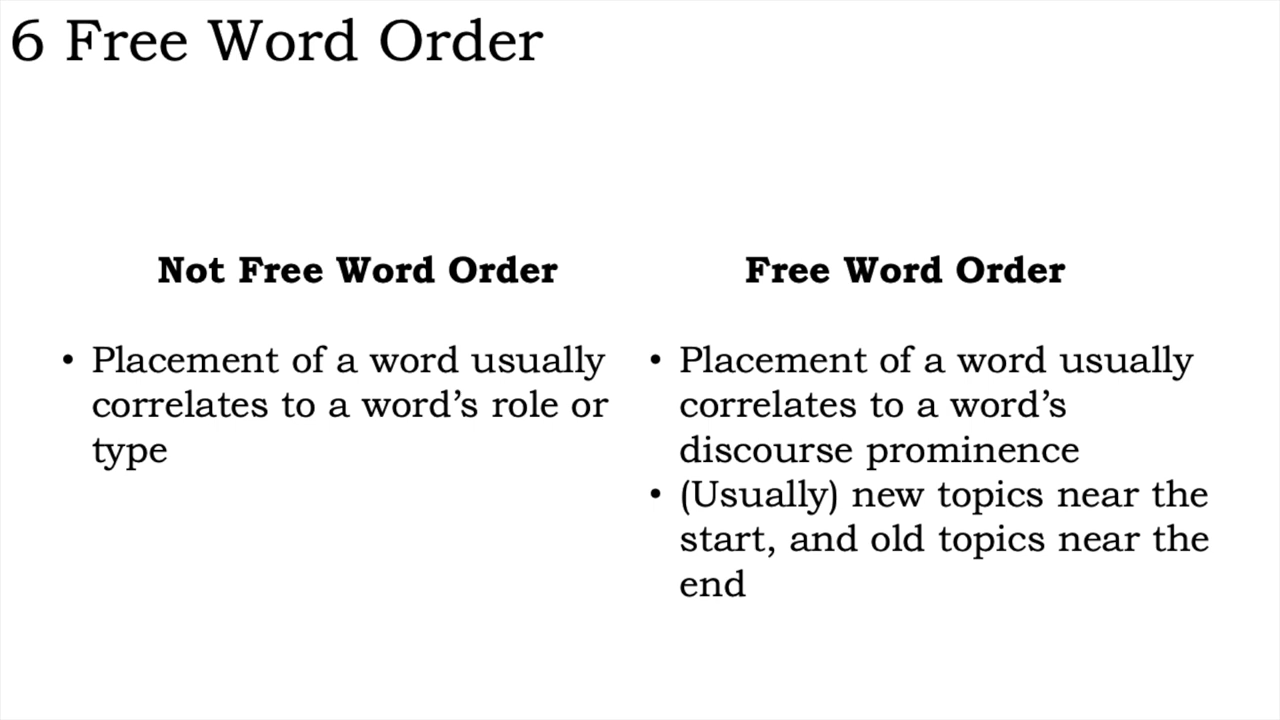 6 Free Word Order
Not Free Word Order
• Placement of a word usually
correlates to a word’s role or
type
Free Word Order
• Placement of a word usually
correlates to a word’s
discourse prominence
• (Usually) new topics near the
start, and old topics near the
end